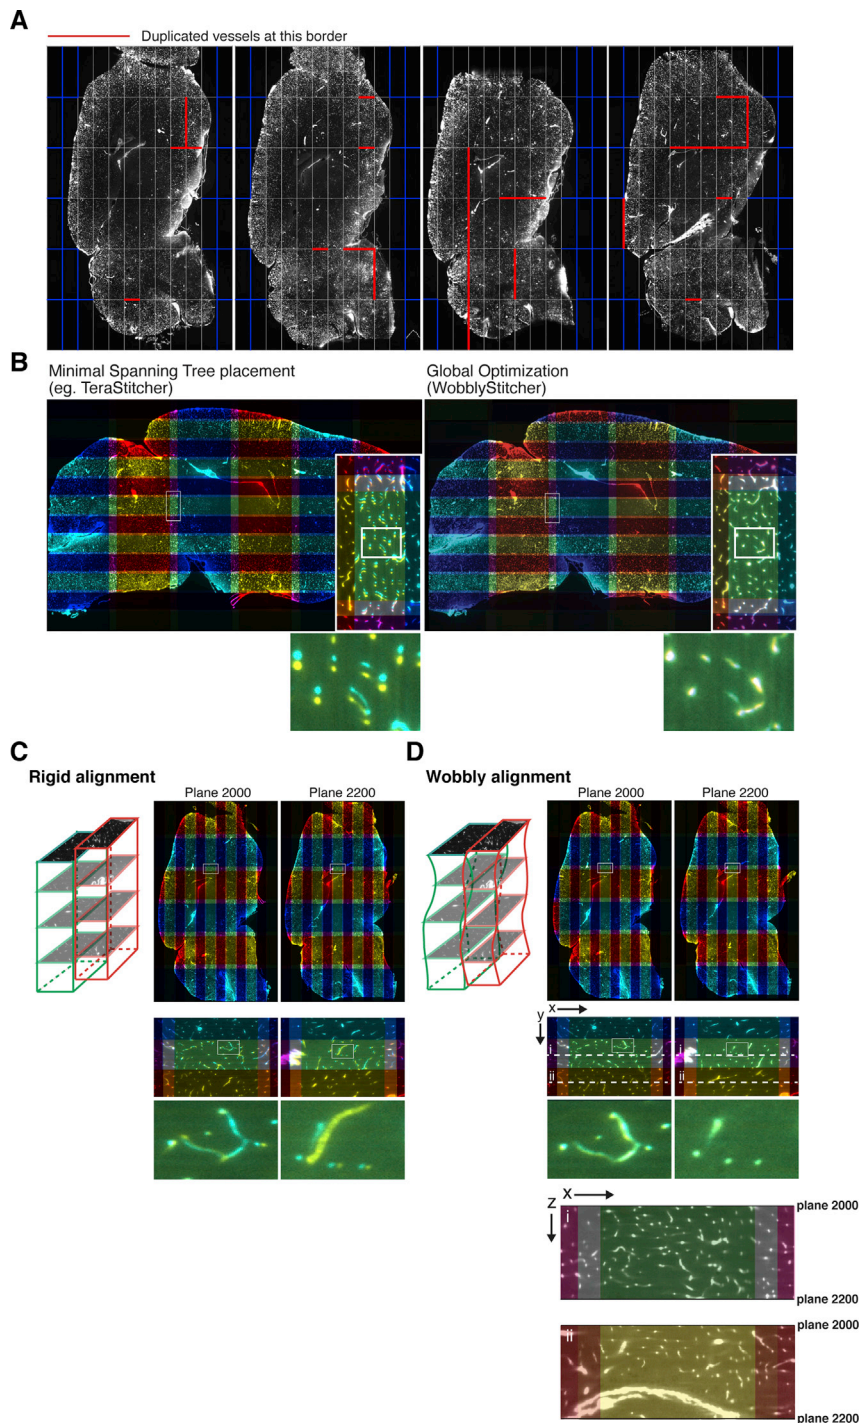 A
Duplicated vessels at this border
B
Minimal Spanning Tree placement
(eg. TeraStitcher)
Global Optimization
(WobblyStitcher)
C
Rigid alignment
Plane 2000
Plane 2200
D
Wobbly alignment
Plane 2000
Plane 2200
x
y
i
i
ii
ii
X
Z
i
plane 2000
plane 2200
ii
plane 2000
plane 2200